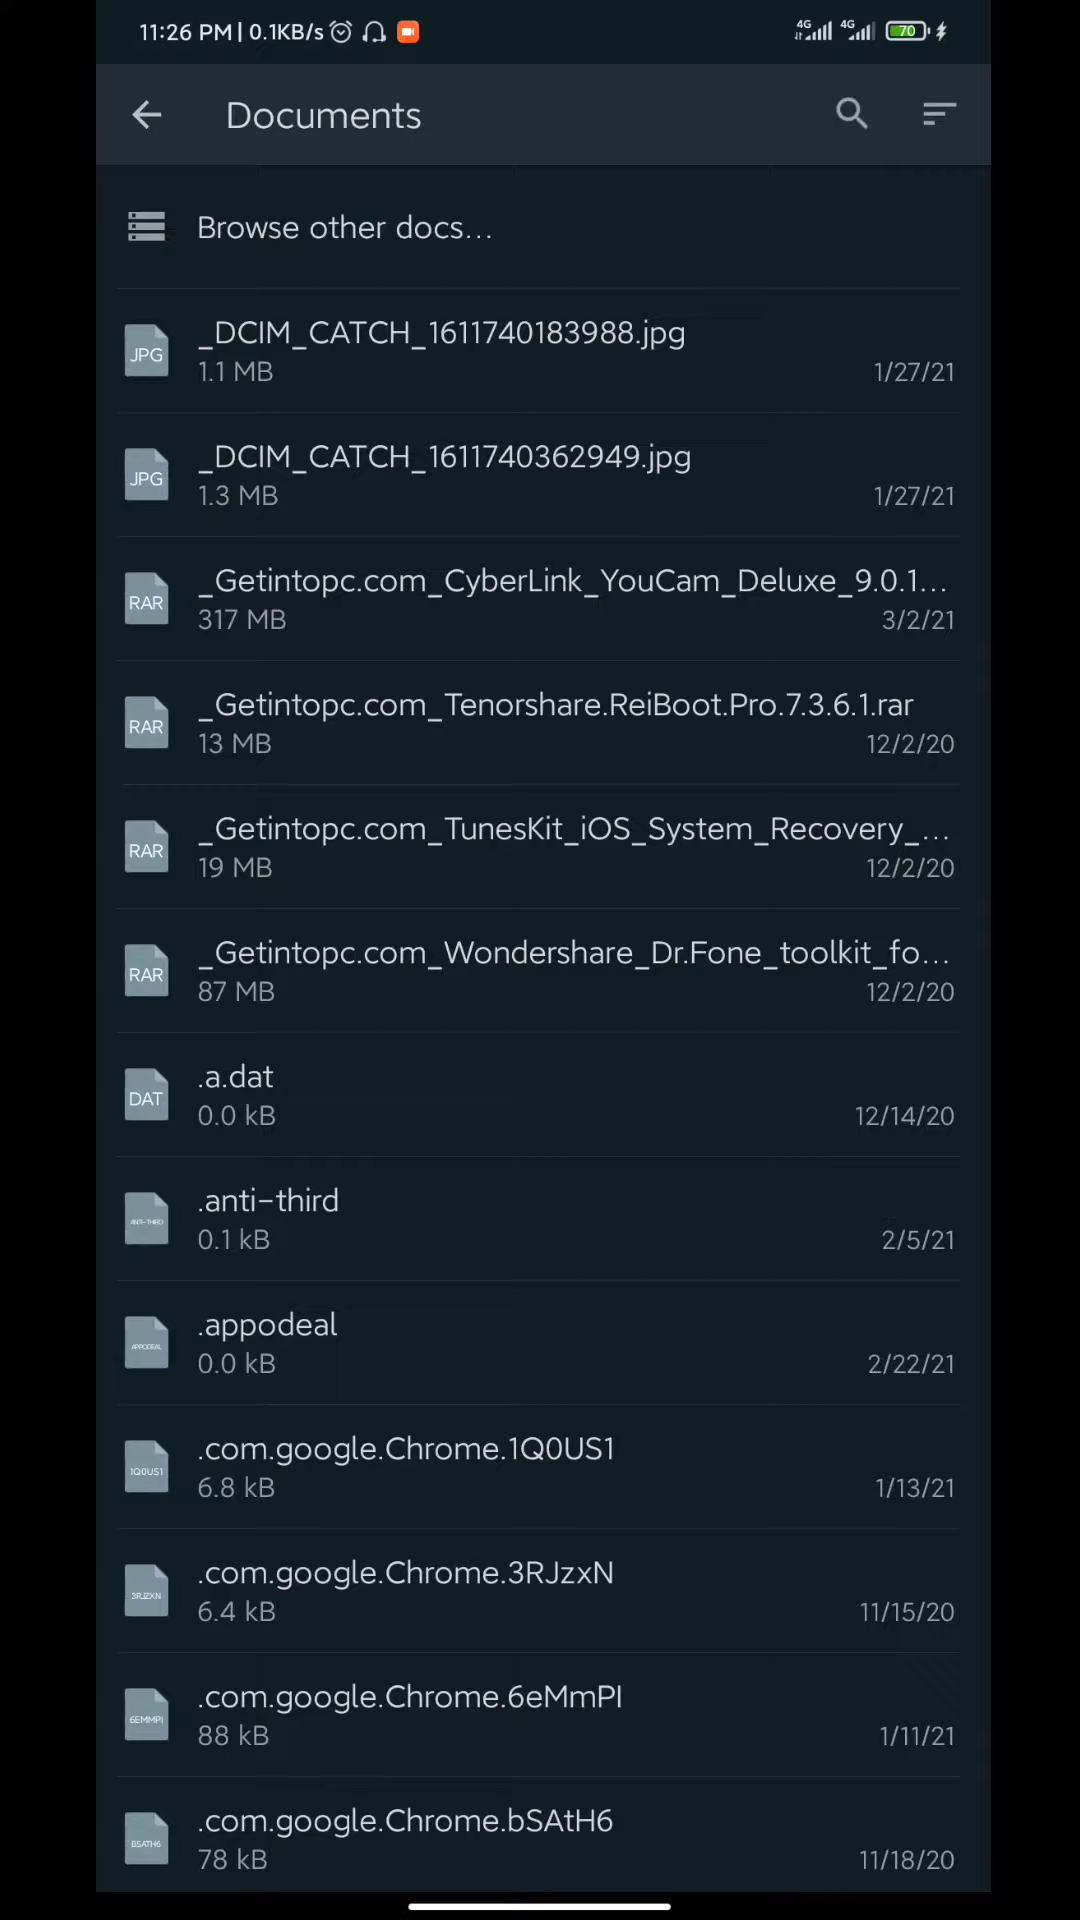 11:26 PM | 0.1KB/s
4G 4G 70
Documents
Browse other docs...
JPG _DCIM_CATCH_1611740183988.jpg
1.1 MB 1/27/21
JPG _DCIM_CATCH_1611740362949.jpg
1.3 MB 1/27/21
RAR _Getintopc.com_CyberLink_YouCam_Deluxe_9.0.1...
317 MB 3/2/21
RAR _Getintopc.com_Tenorshare.ReiBoot.Pro.7.3.6.1.rar
13 MB 12/2/20
RAR _Getintopc.com_TunesKit_iOS_System_Recovery_...
19 MB 12/2/20
RAR _Getintopc.com_Wondershare_Dr.Fone_toolkit_fo...
87 MB 12/2/20
DAT .a.dat
0.0 kB 12/14/20
ANTI-THIRD .anti-third
0.1 kB 2/5/21
APPODEAL .appodeal
0.0 kB 2/22/21
1Q0US1 .com.google.Chrome.1Q0US1
6.8 kB 1/13/21
3RJZXN .com.google.Chrome.3RJzxN
6.4 kB 11/15/20
6EMMPI .com.google.Chrome.6eMmPI
88 kB 1/11/21
BSATH6 .com.google.Chrome.bSAtH6
78 kB 11/18/20